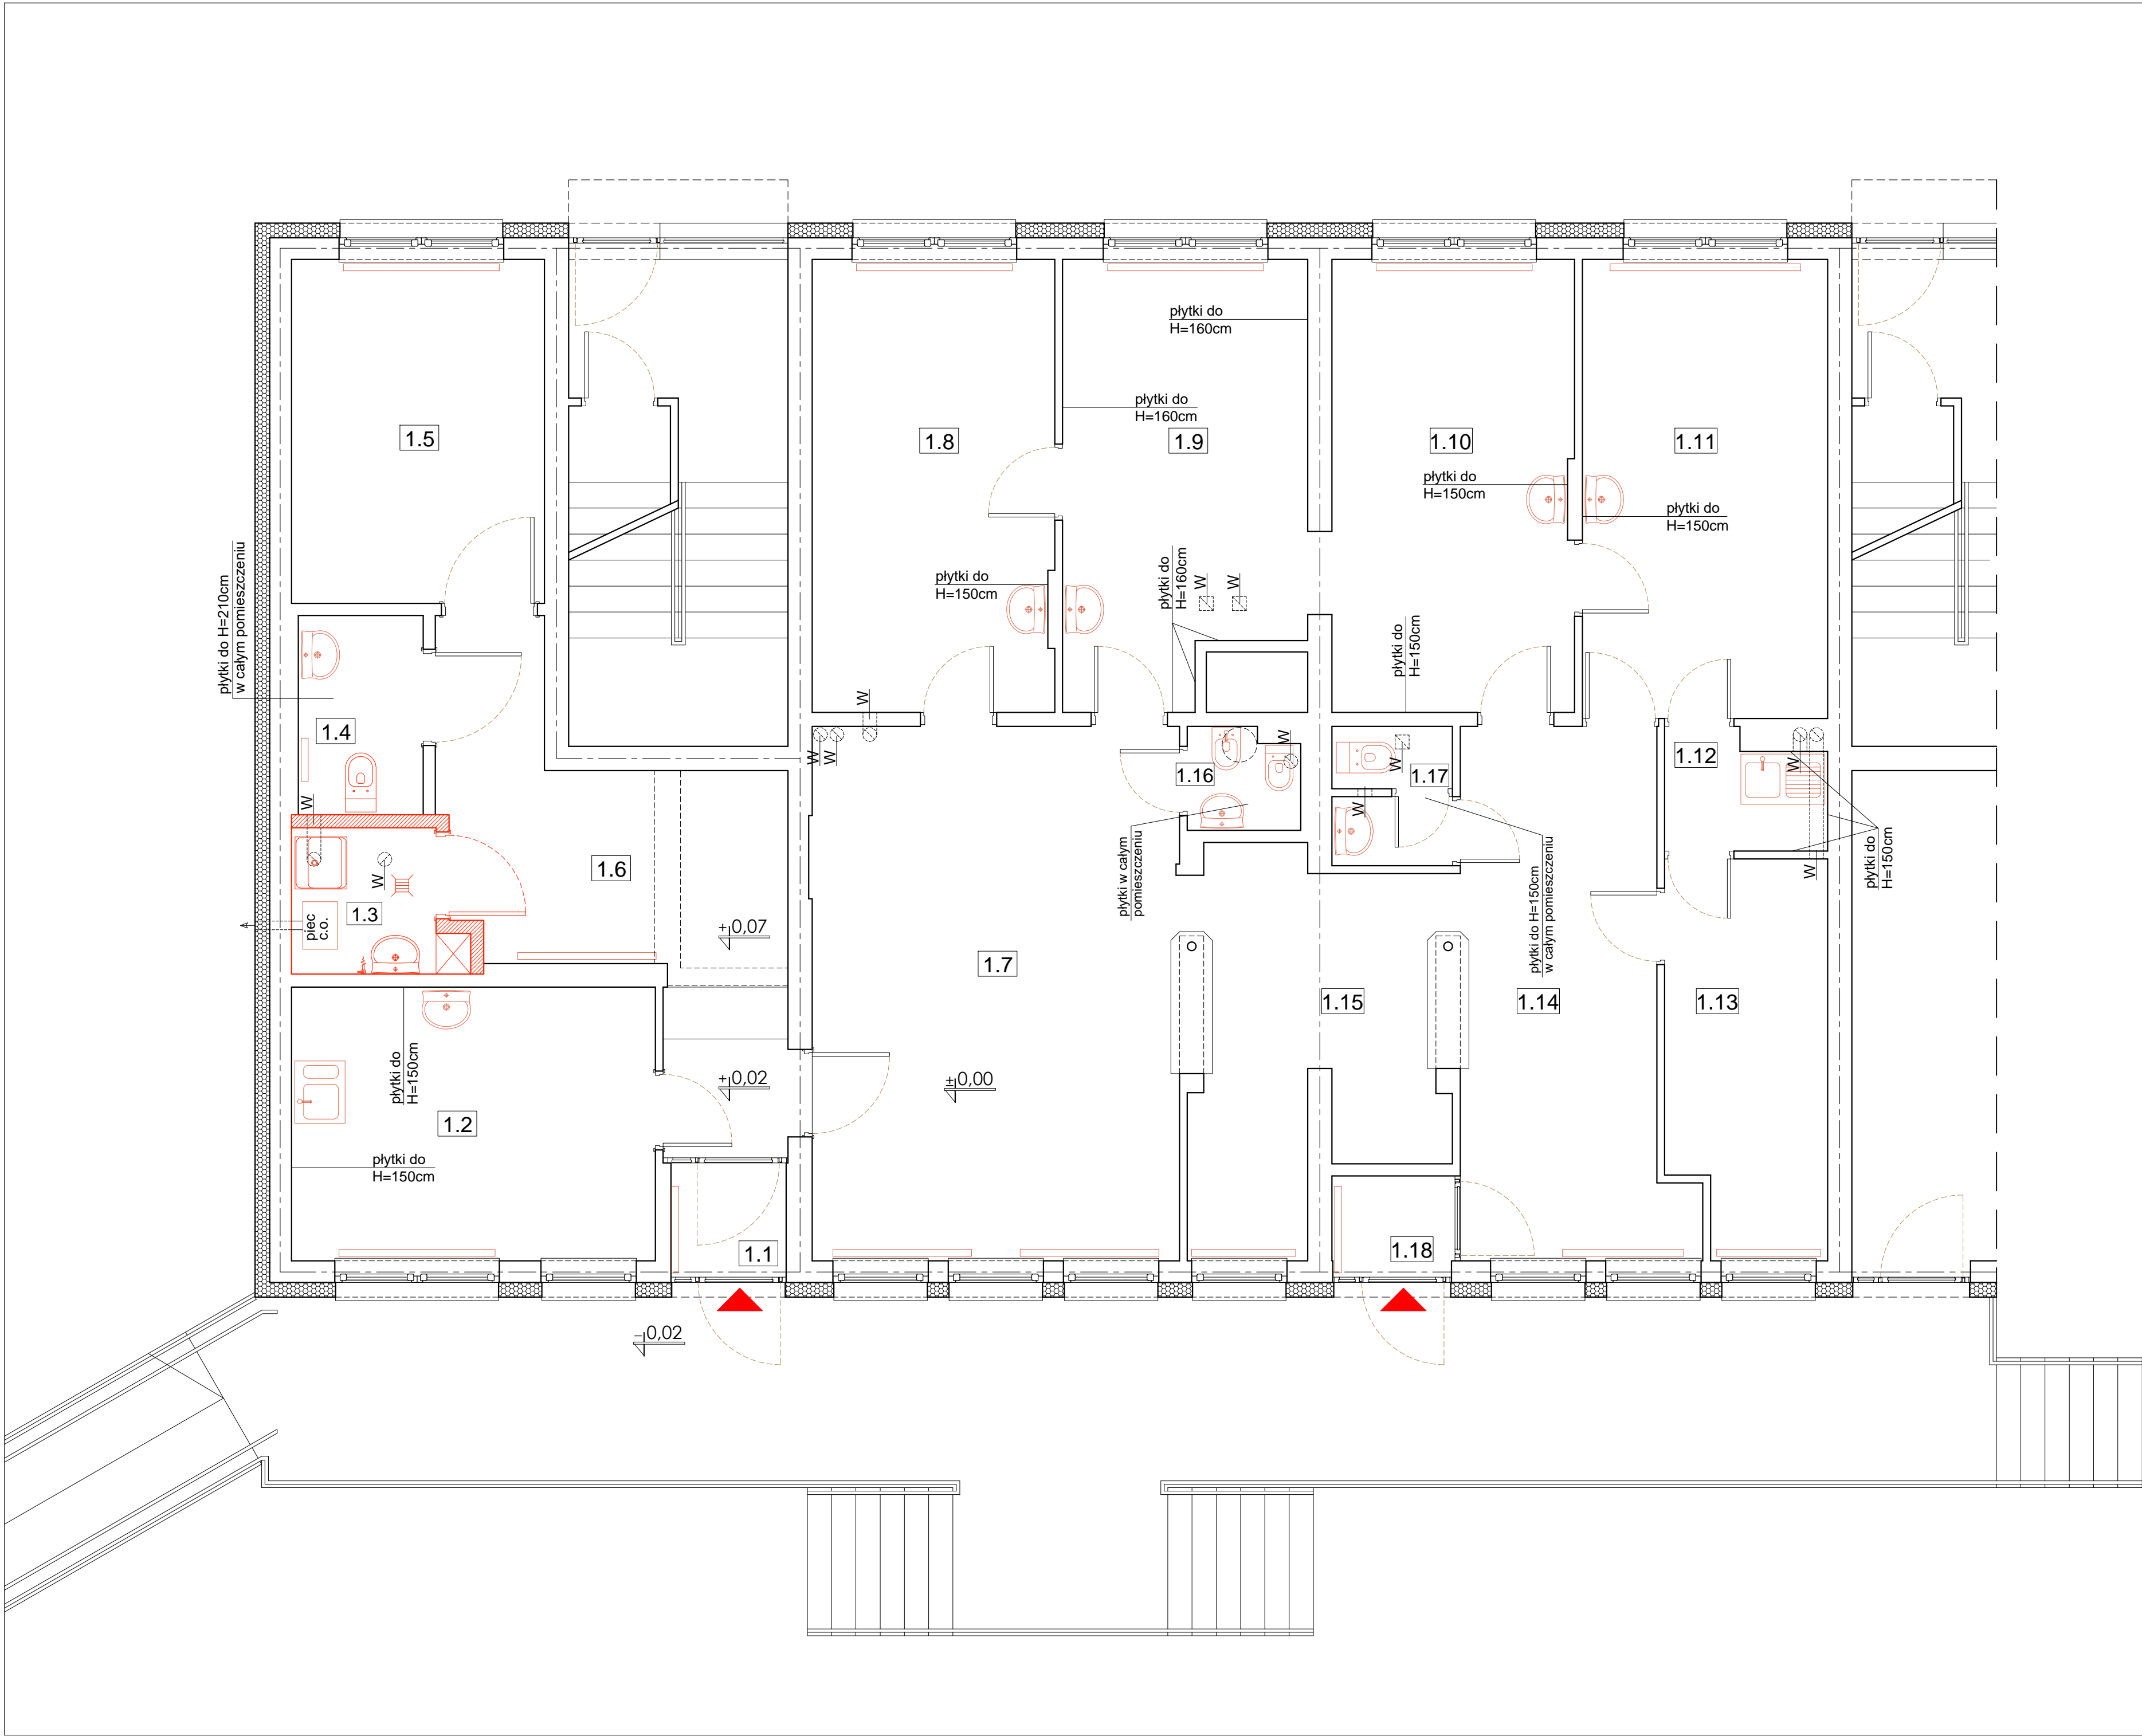 płytki do
H=160cm
płytki do
H=160cm
1.5
1.8
1.9
1.10
1.11
płytki do
H=150cm
płytki do
H=150cm
płytki do H=210cm
w całym pomieszczeniu
płytki do
H=150cm
płytki do
H=160cm
W
W
płytki do
H=150cm
W
1.4
W
W
W
1.16
W
1.17
1.12
W
W
W
płytki w całym
pomieszczeniu
płytki do H=150cm
w całym pomieszczeniu
W
płytki do
H=150cm
1.6
W
1.3
piec
c.o.
+0,07
1.7
1.15
1.14
1.13
płytki do
H=150cm
+0,02
±0,00
1.2
płytki do
H=150cm
1.1
1.18
−0,02